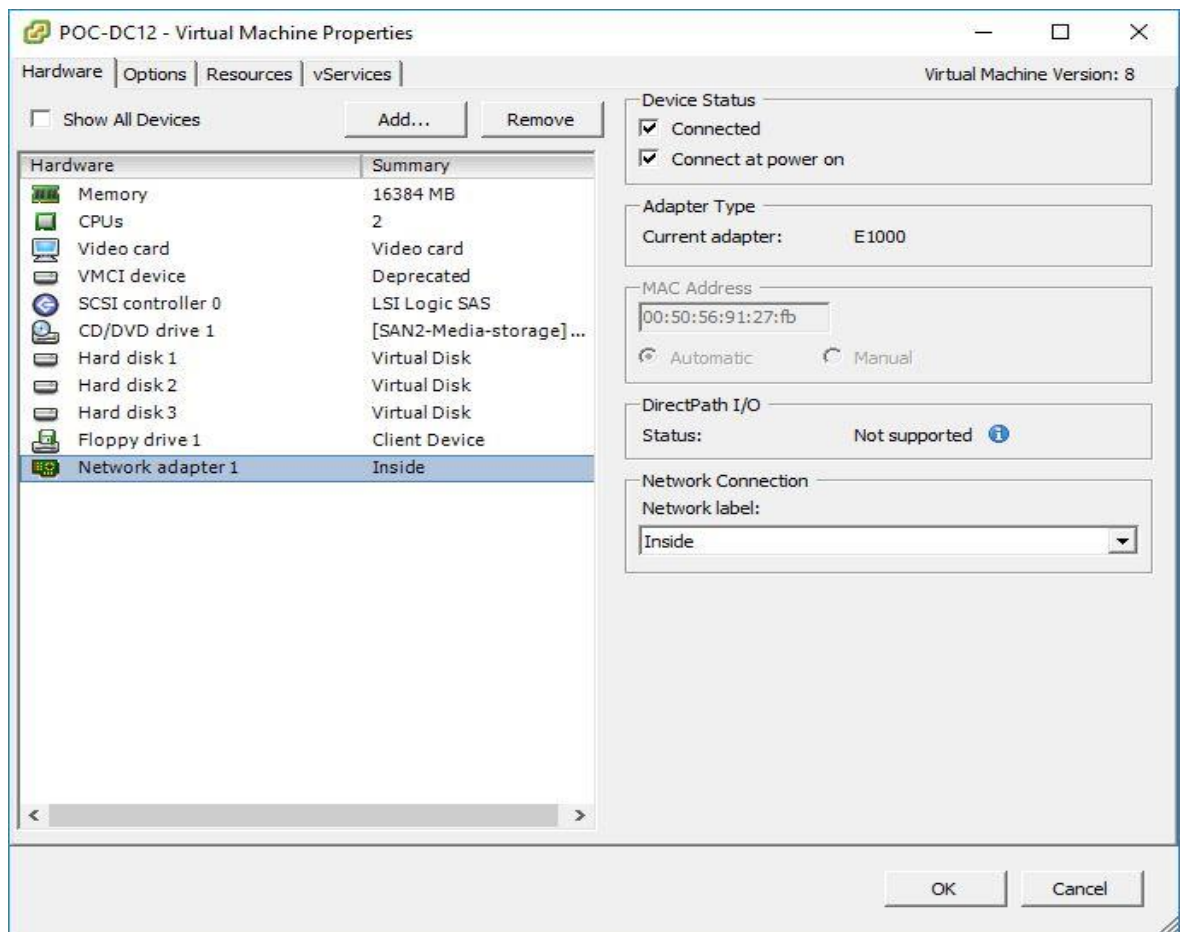 POC-DC12 - Virtual Machine Properties
Hardware Options Resources vServices Virtual Machine Version: 8
Show All Devices Add... Remove
Hardware Summary
Memory 16384 MB
CPUs 2
Video card Video card
VMCI device Deprecated
SCSI controller 0 LSI Logic SAS
CD/DVD drive 1 [SAN2-Media-storage] ...
Hard disk 1 Virtual Disk
Hard disk 2 Virtual Disk
Hard disk 3 Virtual Disk
Floppy drive 1 Client Device
Network adapter 1 Inside
Device Status
Connected
Connect at power on
Adapter Type
Current adapter: E1000
MAC Address
00:50:56:91:27:fb
Automatic Manual
DirectPath I/O
Status: Not supported
Network Connection
Network label:
Inside
OK Cancel